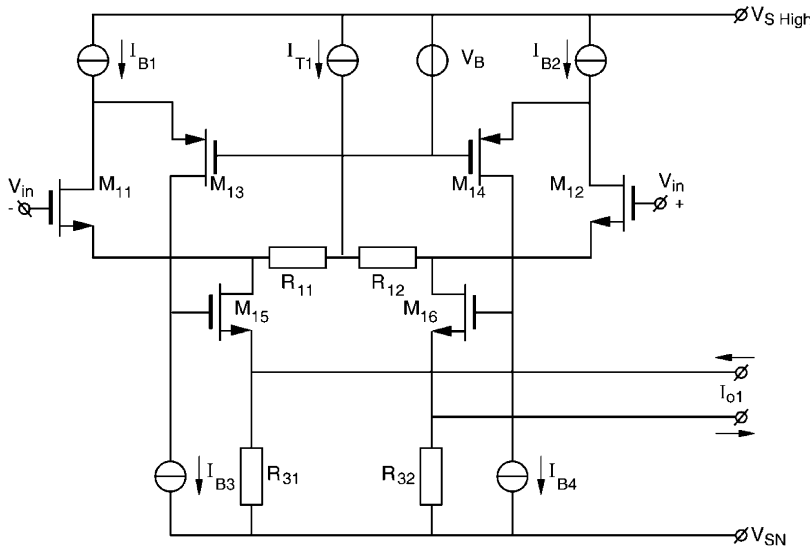 V_S High
I_B1
I_T1
V_B
I_B2
M_11
M_13
M_14
M_12
V_in
-
V_in
+
R_11
R_12
M_15
M_16
I_o1
I_B3
R_31
R_32
I_B4
V_SN